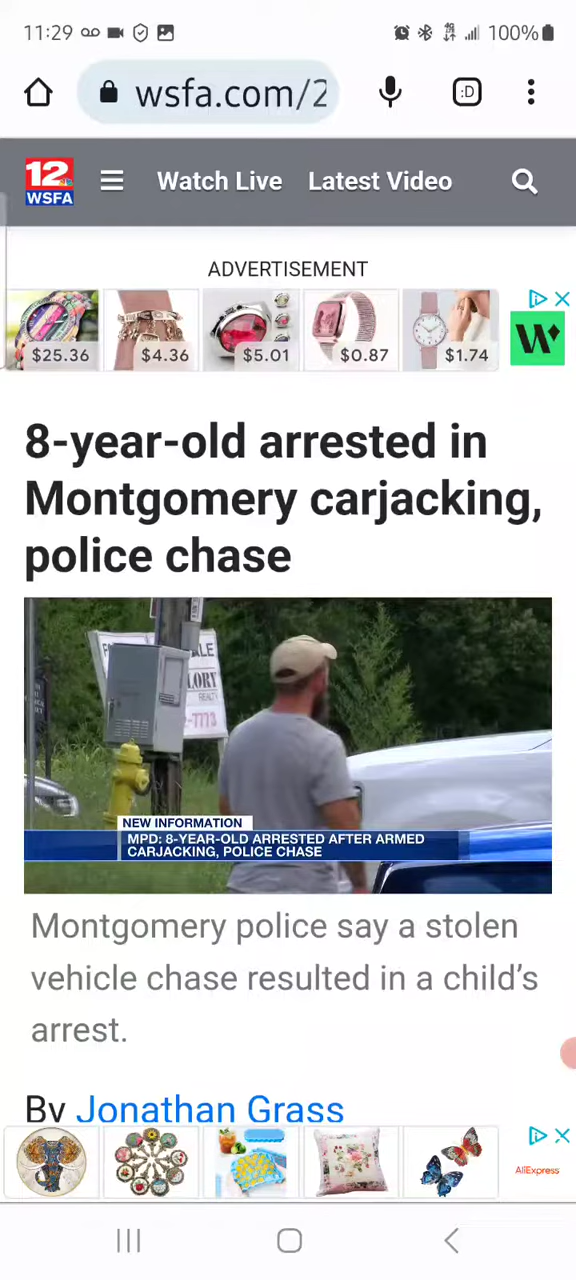 11:29
100%
wsfa.com/2
:D
12
WSFA
Watch Live Latest Video
ADVERTISEMENT
$25.36 $4.36 $5.01 $0.87 $1.74
8-year-old arrested in
Montgomery carjacking,
police chase
LORY
-7773
NEW INFORMATION
MPD: 8-YEAR-OLD ARRESTED AFTER ARMED
CARJACKING, POLICE CHASE
Montgomery police say a stolen
vehicle chase resulted in a child's
arrest.
By Jonathan Grass
AliExpress